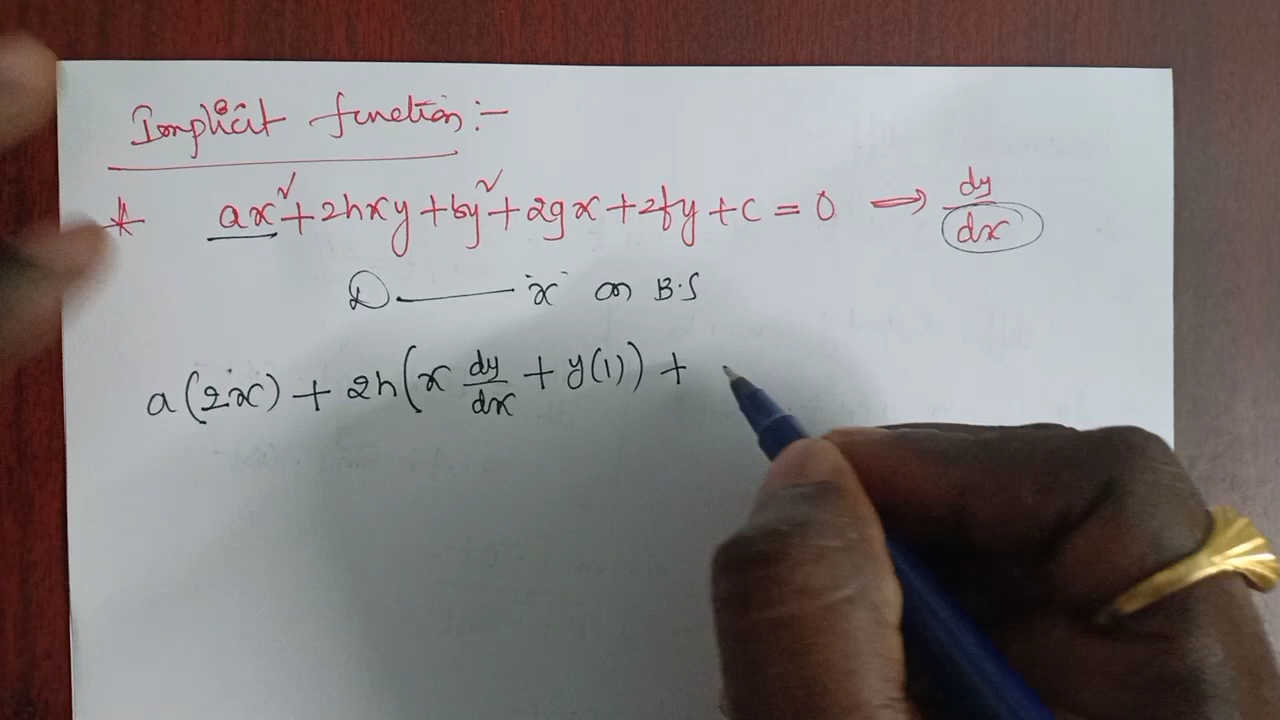 Implicit function :-
* ax² + 2hxy + by² + 2gx + 2fy + c = 0 ⇒ dy/dx
D ——— 'x' on B.S
a(2x) + 2h(x dy/dx + y(1)) +